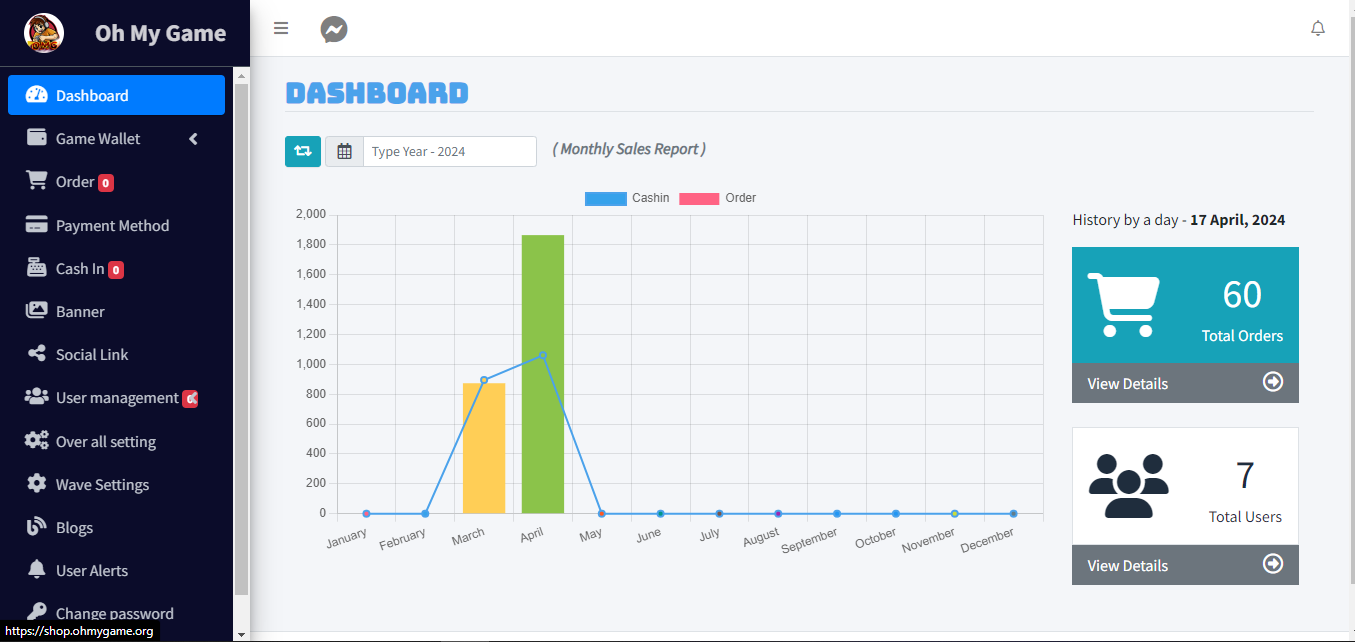 Oh My Game
Dashboard
Game Wallet
Order 0
Payment Method
Cash In 0
Banner
Social Link
User management
Over all setting
Wave Settings
Blogs
User Alerts
Change password
https://shop.ohmygame.org
DASHBOARD
Type Year - 2024
( Monthly Sales Report )
Cashin Order
2,000
1,800
1,600
1,400
1,200
1,000
800
600
400
200
0
January February March April May June July August September October November December
History by a day - 17 April, 2024
60
Total Orders
View Details
7
Total Users
View Details